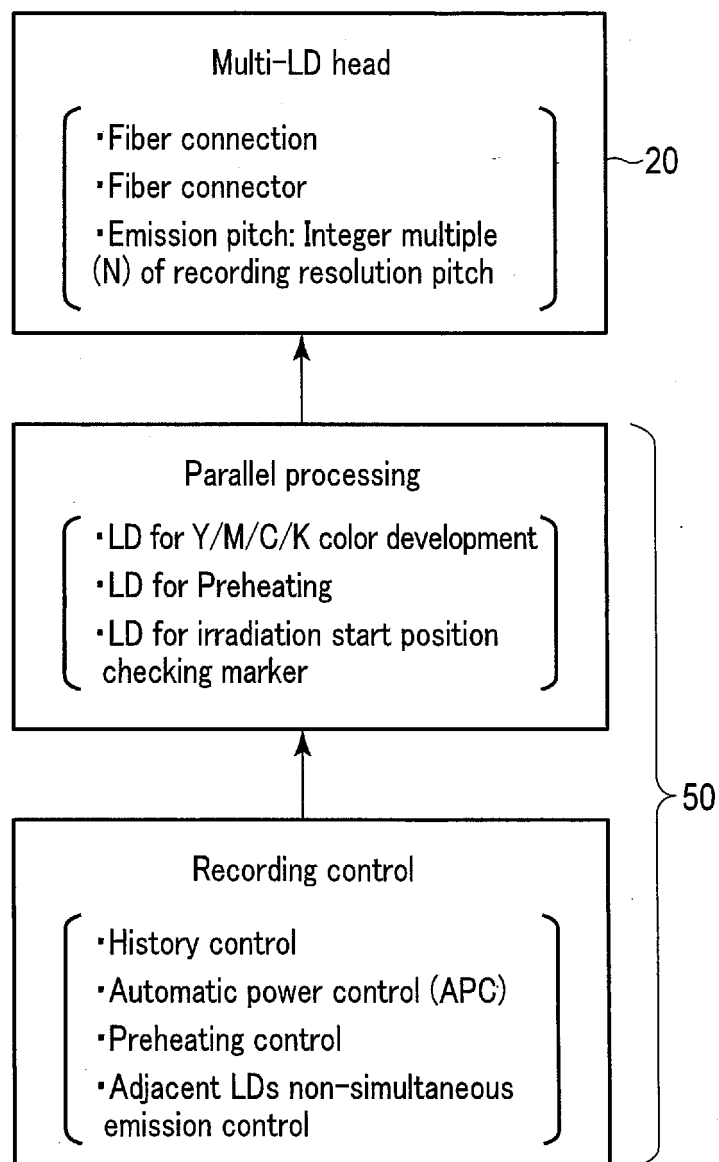 Multi-LD head
・Fiber connection
・Fiber connector
・Emission pitch: Integer multiple
(N) of recording resolution pitch
20
Parallel processing
・LD for Y/M/C/K color development
・LD for Preheating
・LD for irradiation start position
checking marker
50
Recording control
・History control
・Automatic power control (APC)
・Preheating control
・Adjacent LDs non-simultaneous
emission control